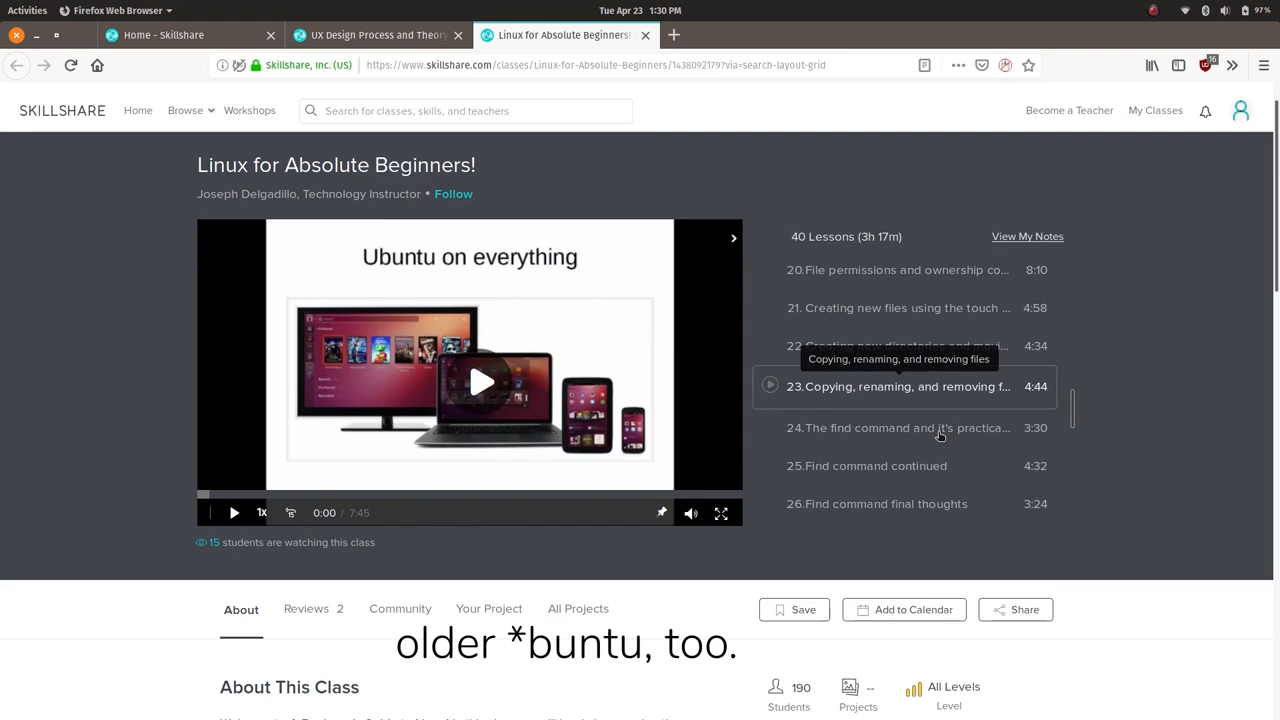 Activities Firefox Web Browser Tue Apr 23 1:30 PM 97%
Home - Skillshare UX Design Process and Theory Linux for Absolute Beginners!
Skillshare, Inc. (US) https://www.skillshare.com/classes/Linux-for-Absolute-Beginners/1438092179?via=search-layout-grid 16
SKILLSHARE Home Browse Workshops Search for classes, skills, and teachers Become a Teacher My Classes
Linux for Absolute Beginners!
Joseph Delgadillo, Technology Instructor • Follow
Ubuntu on everything
40 Lessons (3h 17m) View My Notes
20.File permissions and ownership co... 8:10
21. Creating new files using the touch ... 4:58
22. Creating new directories and movi... 4:34
Copying, renaming, and removing files
23.Copying, renaming, and removing f... 4:44
24.The find command and it's practica... 3:30
25.Find command continued 4:32
26.Find command final thoughts 3:24
1x 15 0:00 / 7:45
15 students are watching this class
About Reviews 2 Community Your Project All Projects Save Add to Calendar Share
older *buntu, too.
About This Class
190 Students
-- Projects
All Levels
Level